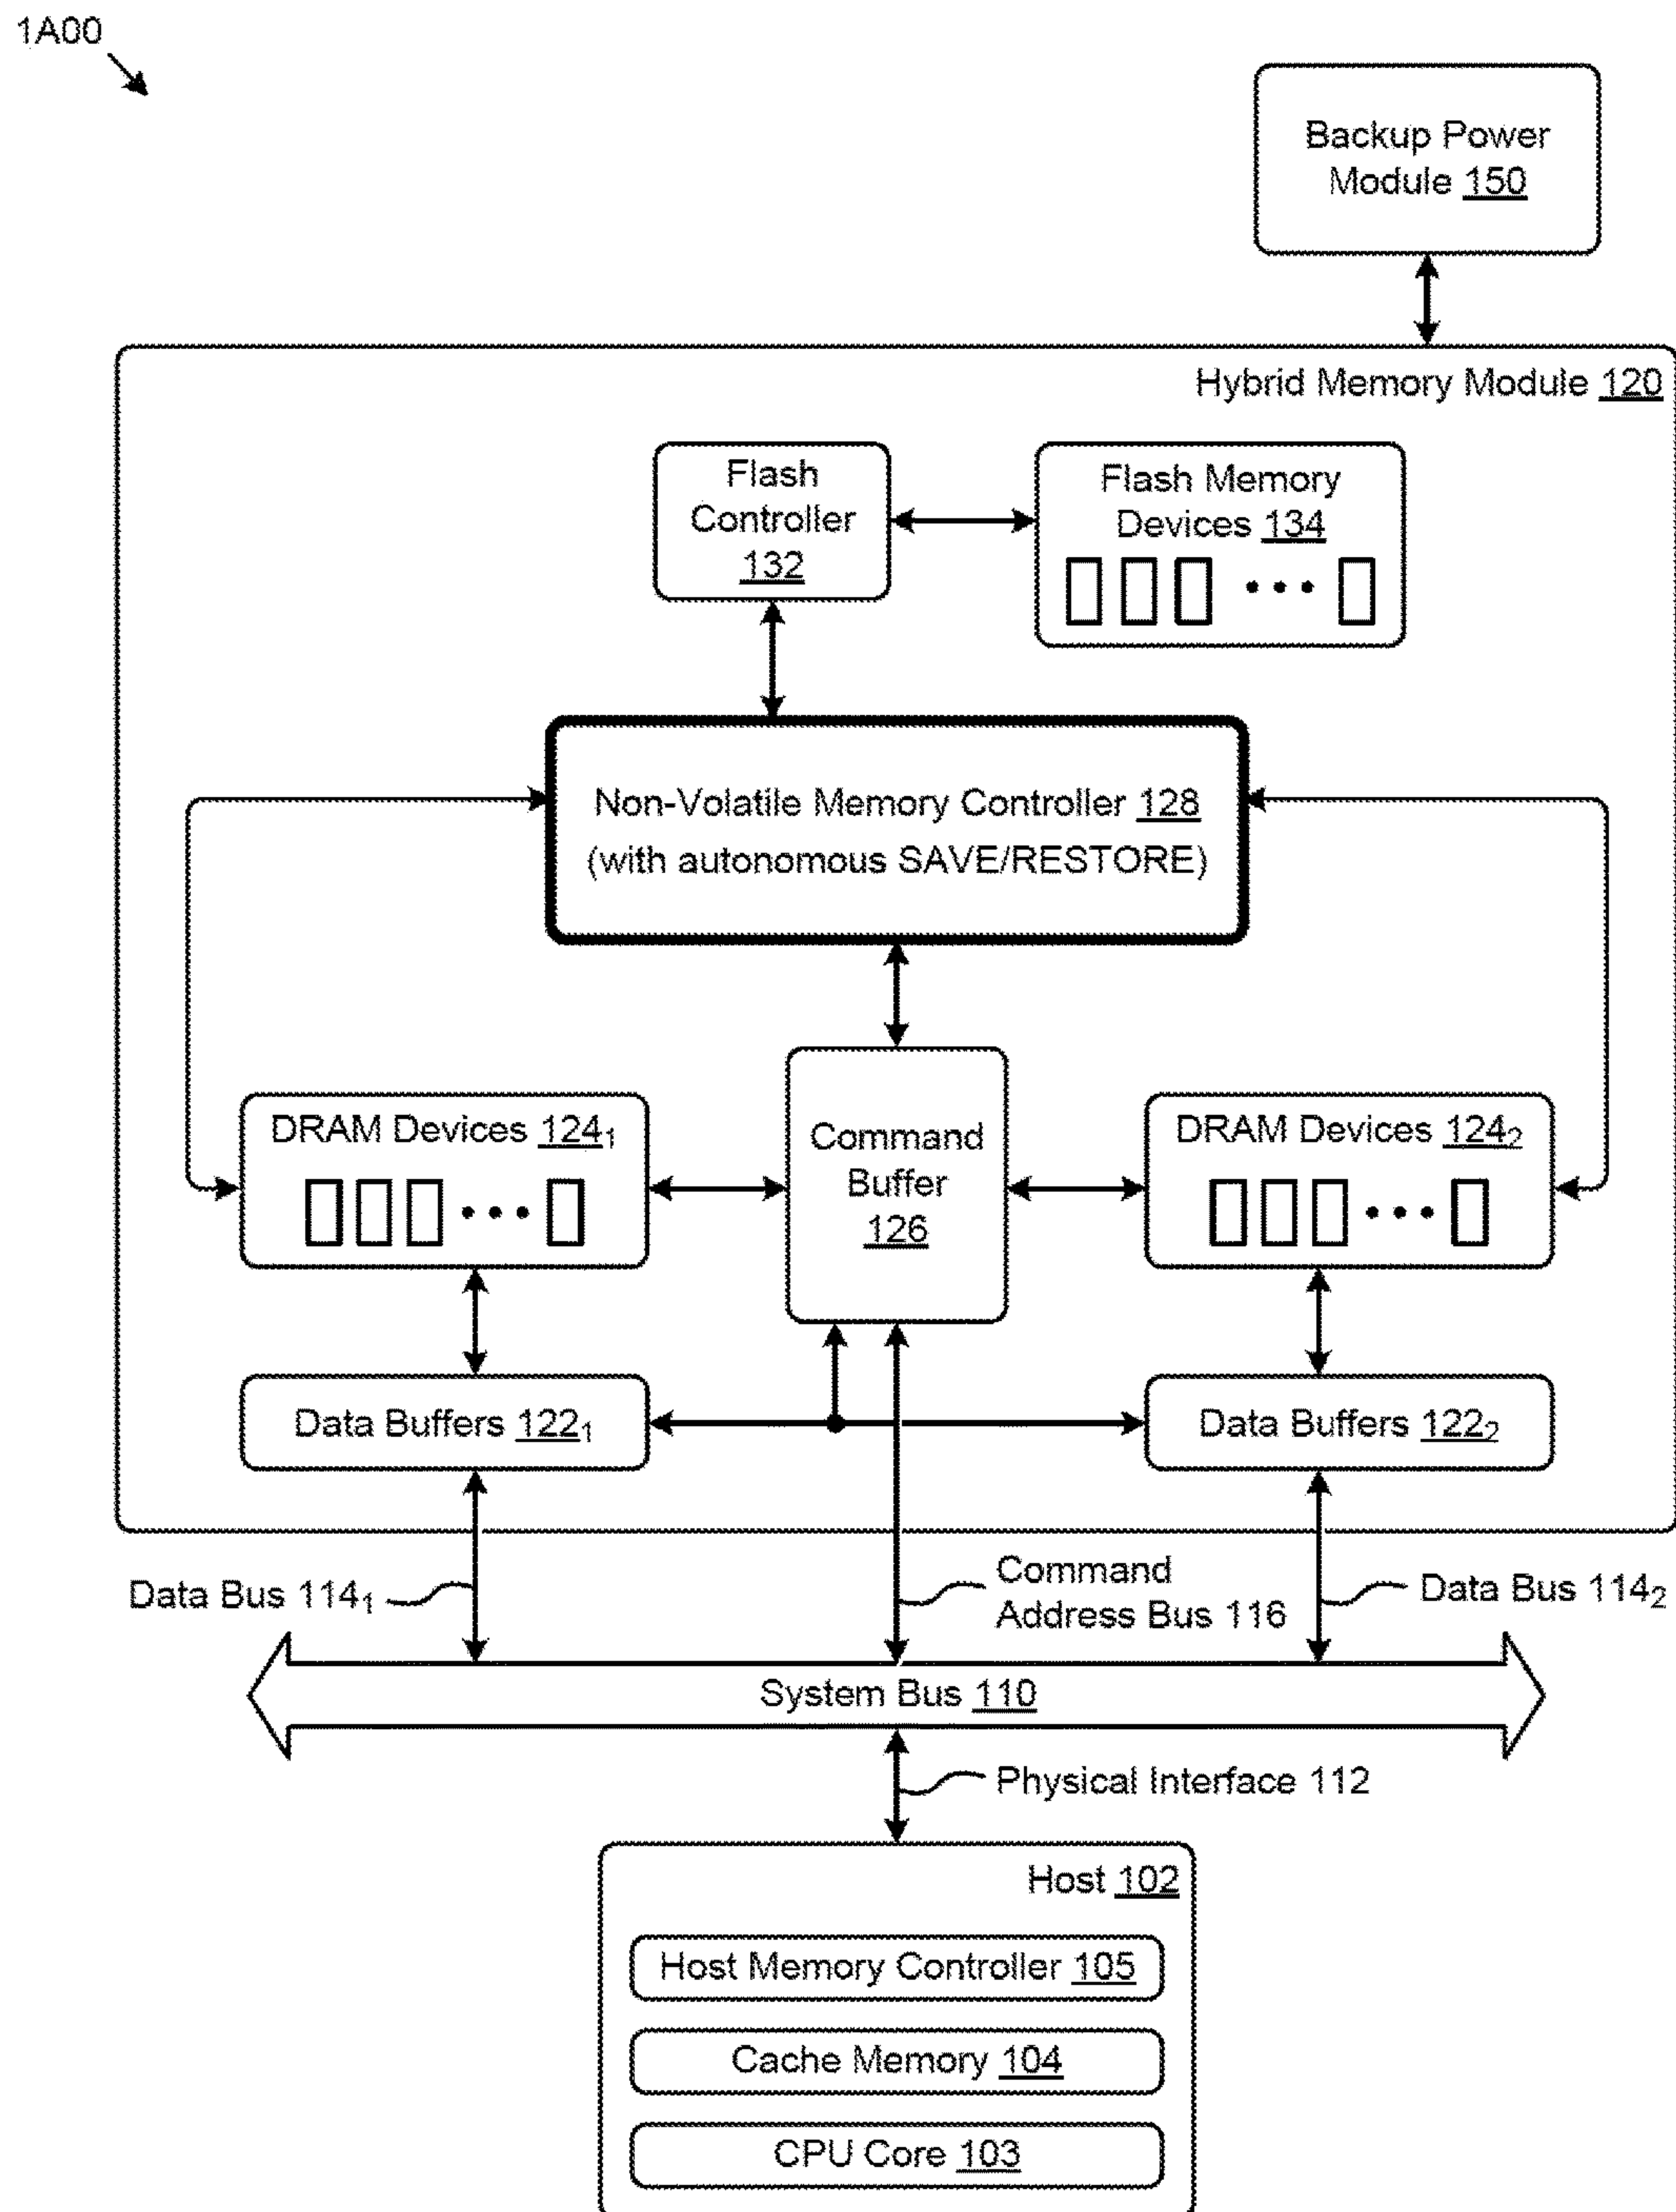 1A00
Backup Power
Module 150
Hybrid Memory Module 120
Flash
Controller
132
Flash Memory
Devices 134
Non-Volatile Memory Controller 128
(with autonomous SAVE/RESTORE)
DRAM Devices 124₁
Command
Buffer
126
DRAM Devices 124₂
Data Buffers 122₁
Data Buffers 122₂
Data Bus 114₁
Command
Address Bus 116
Data Bus 114₂
System Bus 110
Physical Interface 112
Host 102
Host Memory Controller 105
Cache Memory 104
CPU Core 103